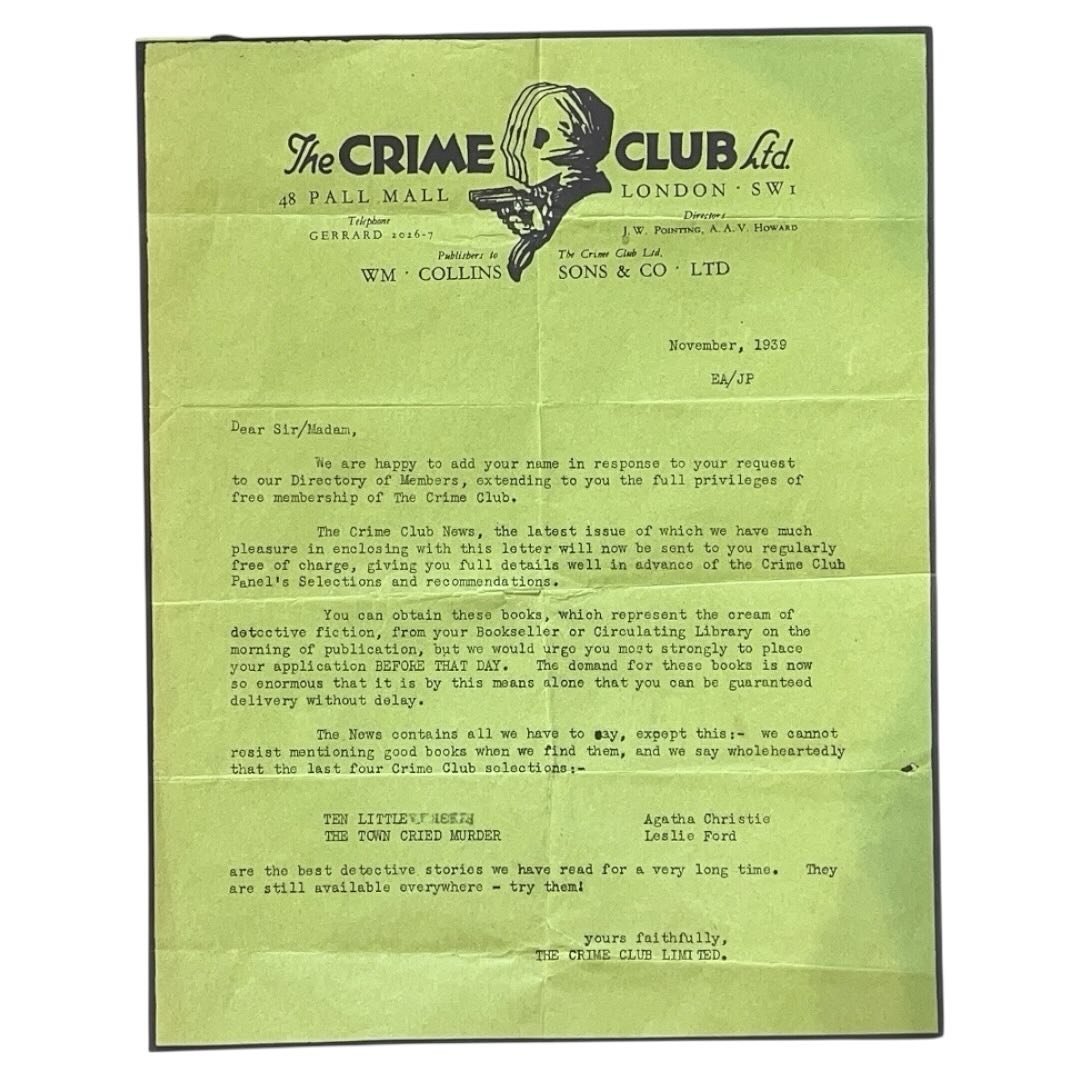 The CRIME CLUB Ltd.
48 PALL MALL LONDON · SW1
Telephone
GERRARD 2026-7
Directors
J. W. POINTING, A. A. V. HOWARD
Publishers to The Crime Club Ltd.
WM · COLLINS SONS & CO · LTD
November, 1939
EA/JP
Dear Sir/Madam,
We are happy to add your name in response to your request
to our Directory of Members, extending to you the full privileges of
free membership of The Crime Club.
The Crime Club News, the latest issue of which we have much
pleasure in enclosing with this letter will now be sent to you regularly
free of charge, giving you full details well in advance of the Crime Club
Panel's Selections and recommendations.
You can obtain these books, which represent the cream of
detective fiction, from your Bookseller or Circulating Library on the
morning of publication, but we would urge you most strongly to place
your application BEFORE THAT DAY. The demand for these books is now
so enormous that it is by this means alone that you can be guaranteed
delivery without delay.
The News contains all we have to say, except this:- we cannot
resist mentioning good books when we find them, and we say wholeheartedly
that the last four Crime Club selections:-
TEN LITTLE Agatha Christie
THE TOWN CRIED MURDER Leslie Ford
are the best detective stories we have read for a very long time. They
are still available everywhere - try them!
yours faithfully,
THE CRIME CLUB LIMITED.